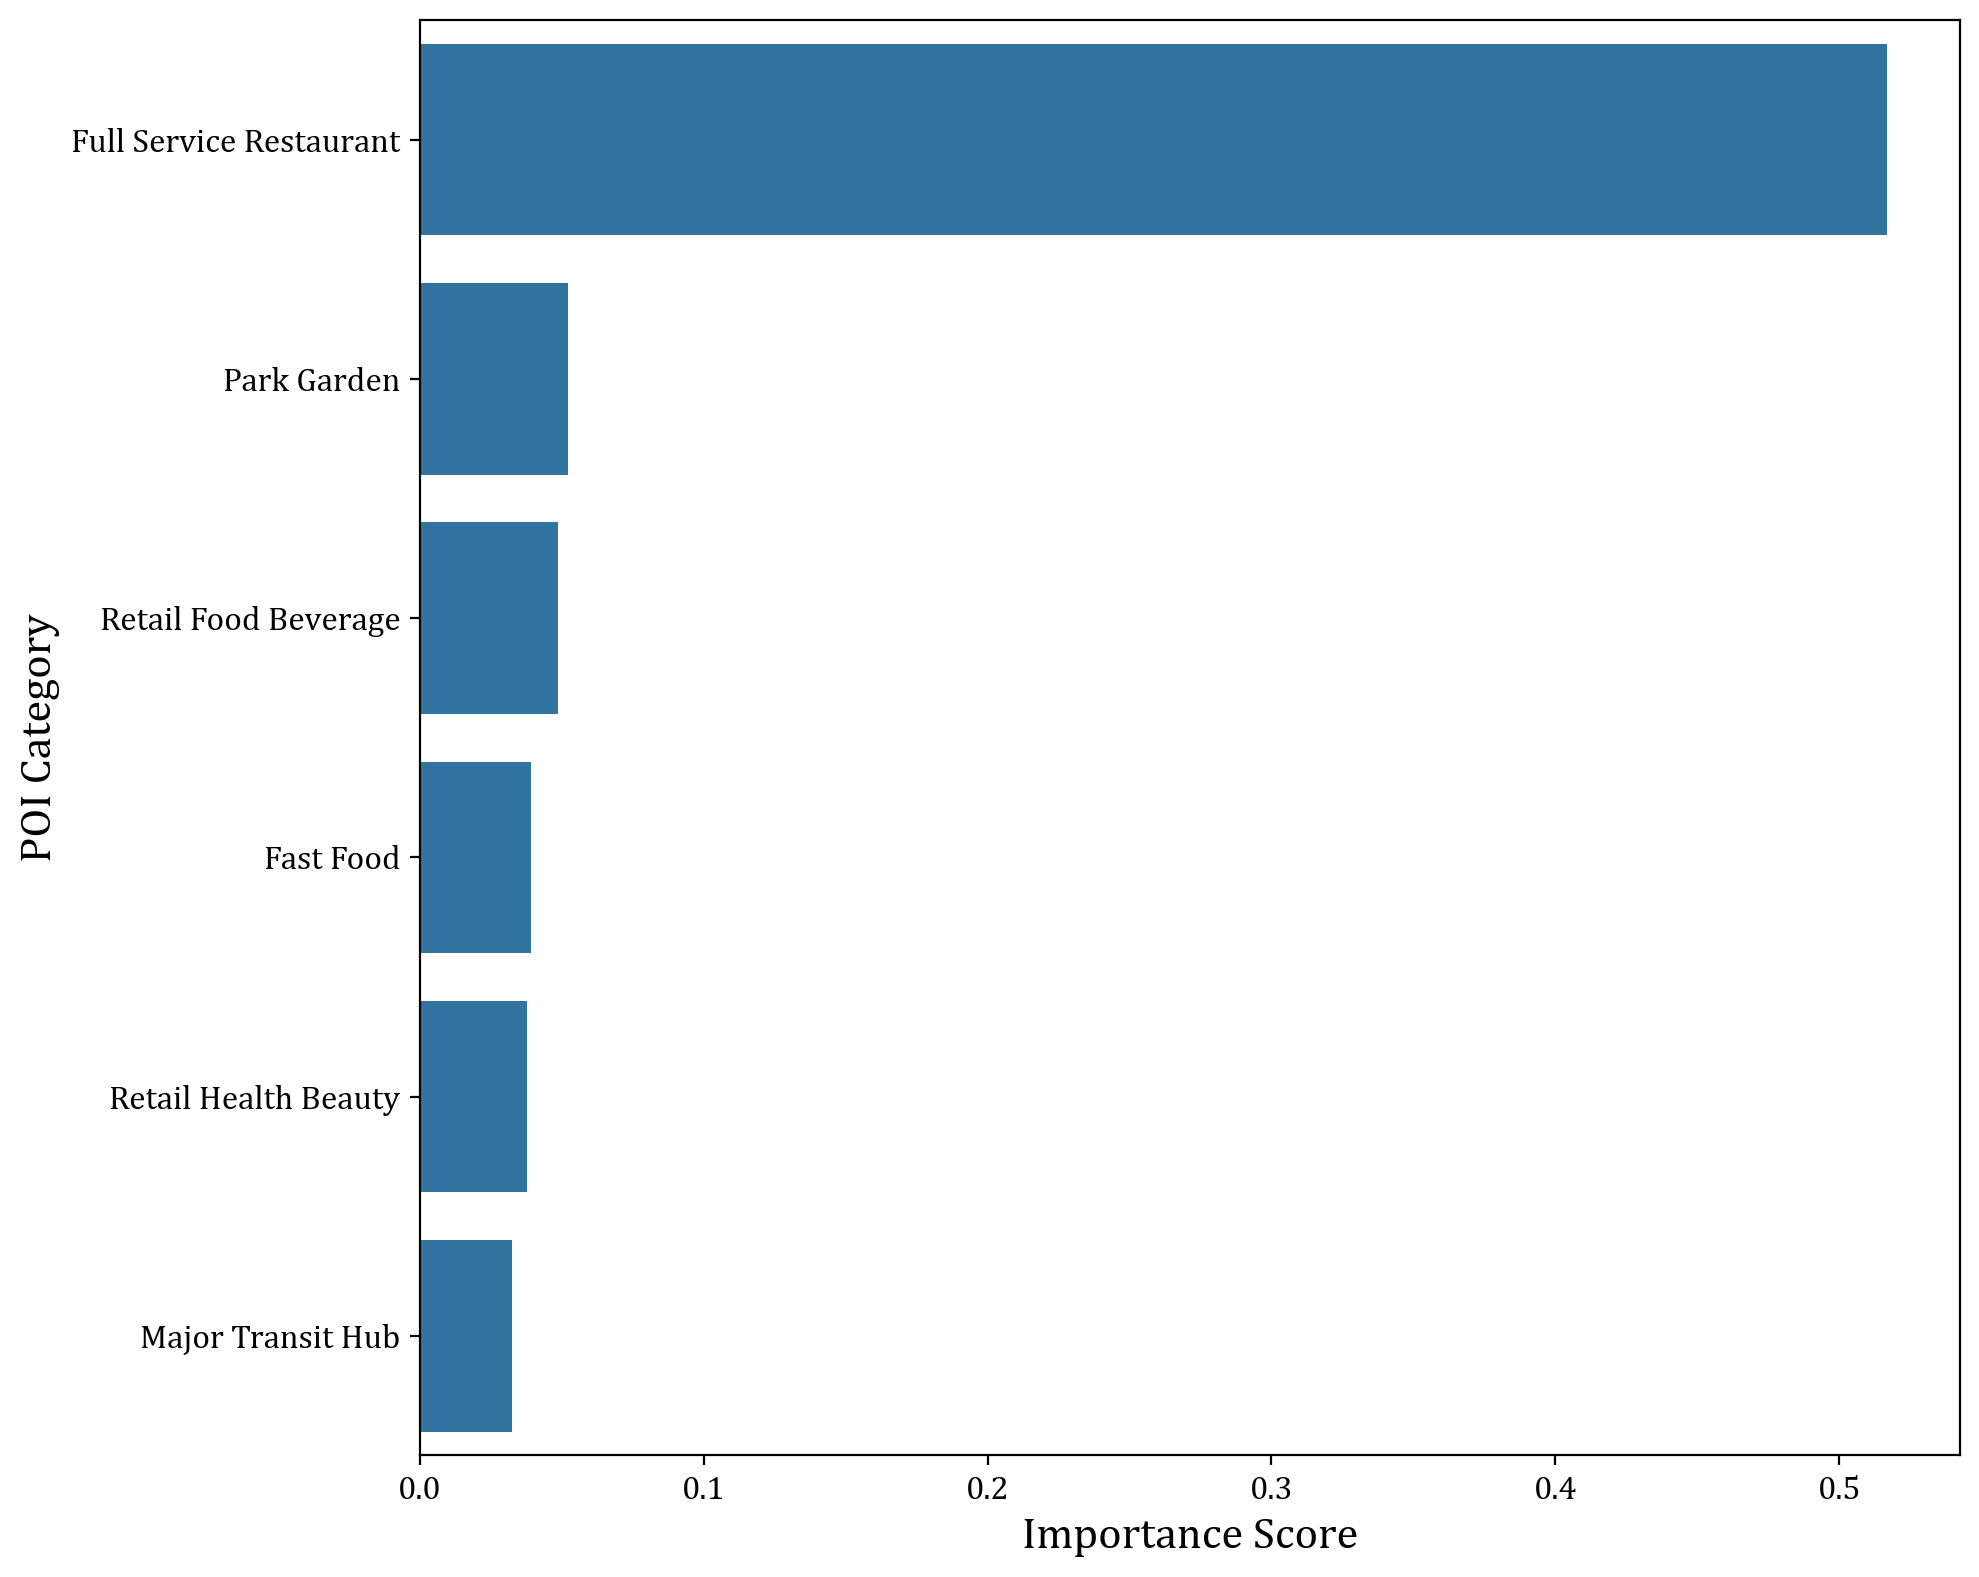 Full Service Restaurant
Park Garden
Retail Food Beverage
Fast Food
Retail Health Beauty
Major Transit Hub
POI Category
0.0 0.1 0.2 0.3 0.4 0.5
Importance Score